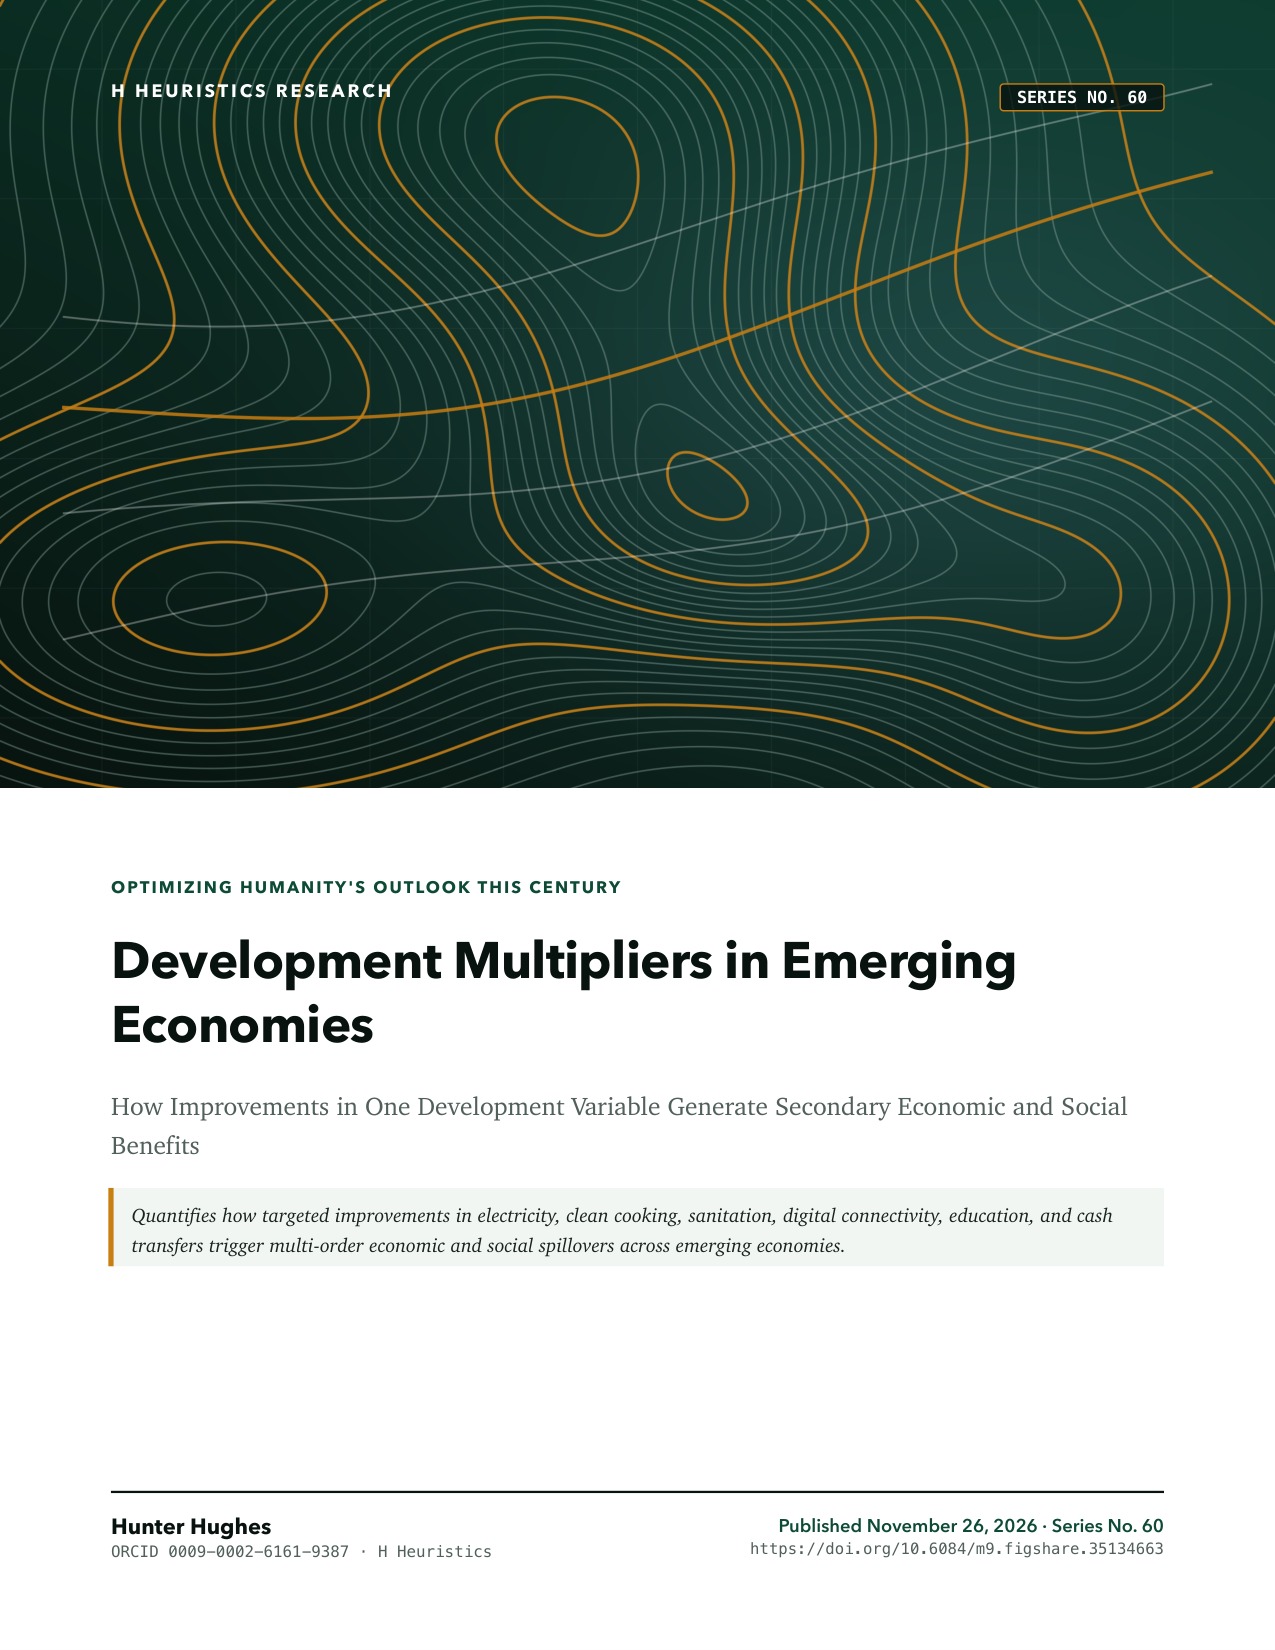 H HEURISTICS RESEARCH
SERIES NO. 60
OPTIMIZING HUMANITY'S OUTLOOK THIS CENTURY
Development Multipliers in Emerging
Economies
How Improvements in One Development Variable Generate Secondary Economic and Social
Benefits
Quantifies how targeted improvements in electricity, clean cooking, sanitation, digital connectivity, education, and cash
transfers trigger multi-order economic and social spillovers across emerging economies.
Hunter Hughes
ORCID 0009-0002-6161-9387 · H Heuristics
Published November 26, 2026 · Series No. 60
https://doi.org/10.6084/m9.figshare.35134663